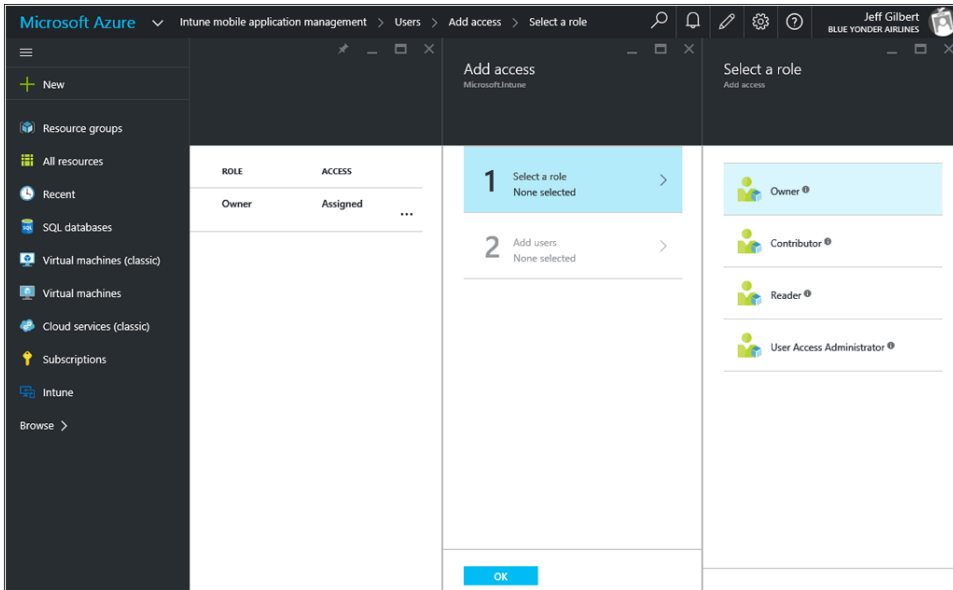 Microsoft Azure
Intune mobile application management > Users > Add access > Select a role
Jeff Gilbert
BLUE YONDER AIRLINES
New
Resource groups
All resources
Recent
SQL databases
Virtual machines (classic)
Virtual machines
Cloud services (classic)
Subscriptions
Intune
Browse >
ROLE ACCESS
Owner Assigned ...
Add access
Microsoft.Intune
1 Select a role
None selected
2 Add users
None selected
OK
Select a role
Add access
Owner
Contributor
Reader
User Access Administrator